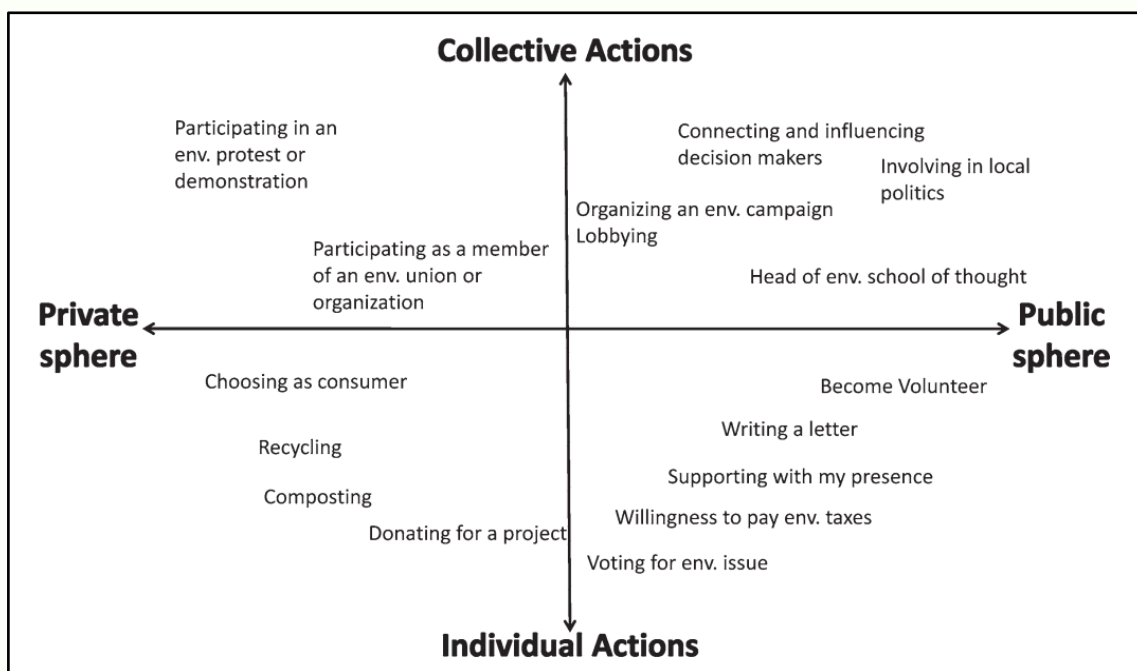 Collective Actions
Participating in an
env. protest or
demonstration
Connecting and influencing
decision makers
Involving in local
politics
Organizing an env. campaign
Lobbying
Participating as a member
of an env. union or
organization
Head of env. school of thought
Private
sphere
Public
sphere
Choosing as consumer
Become Volunteer
Writing a letter
Recycling
Supporting with my presence
Composting
Willingness to pay env. taxes
Donating for a project
Voting for env. issue
Individual Actions